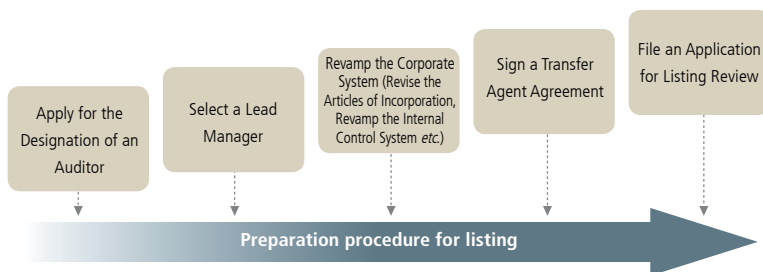 Apply for the
Designation of an
Auditor
Select a Lead
Manager
Revamp the Corporate
System (Revise the
Articles of Incorporation,
Revamp the Internal
Control System etc.)
Sign a Transfer
Agent Agreement
File an Application
for Listing Review
Preparation procedure for listing